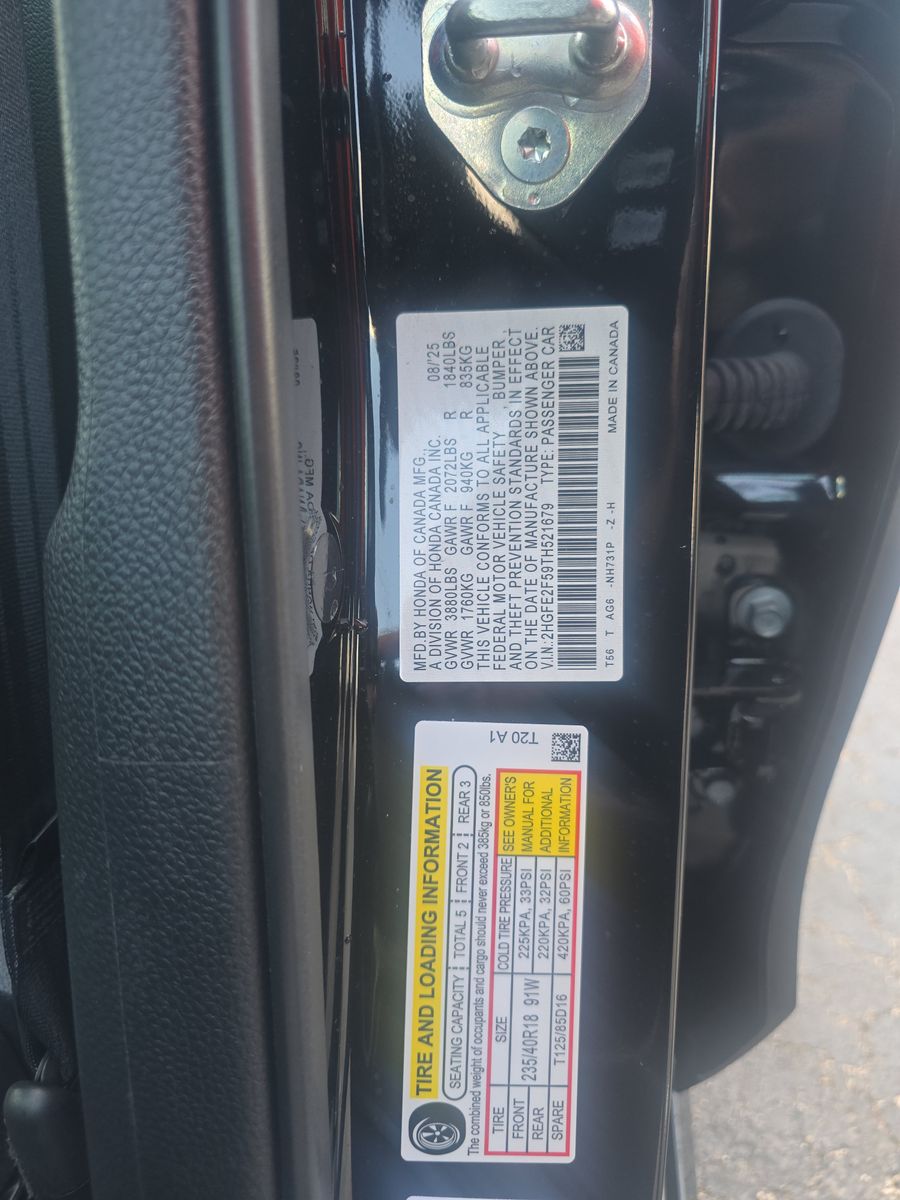 MFD.BY HONDA OF CANADA MFG.,
A DIVISION OF HONDA CANADA INC. 08/'25
GVWR 3880LBS GAWR F 2072LBS R 1840LBS
GVWR 1760KG GAWR F 940KG R 835KG
THIS VEHICLE CONFORMS TO ALL APPLICABLE
FEDERAL MOTOR VEHICLE SAFETY, BUMPER,
AND THEFT PREVENTION STANDARDS IN EFFECT
ON THE DATE OF MANUFACTURE SHOWN ABOVE.
V.I.N.:2HGFE2F59TH521679 TYPE: PASSENGER CAR
MADE IN CANADA
T56 T AG6 -NH731P -Z -H
TIRE AND LOADING INFORMATION
T20 A1
SEATING CAPACITY TOTAL 5 FRONT 2 REAR 3
The combined weight of occupants and cargo should never exceed 385kg or 850lbs.
TIRE SIZE COLD TIRE PRESSURE SEE OWNER'S
FRONT 235/40R18 91W 225KPA, 33PSI MANUAL FOR
REAR 220KPA, 32PSI ADDITIONAL
SPARE T125/85D16 420KPA, 60PSI INFORMATION